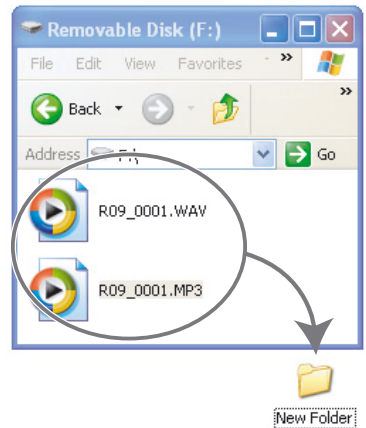 Removable Disk (F:)
File Edit View Favorites »
Back »
Address F:\ Go
R09_0001.WAV
R09_0001.MP3
New Folder